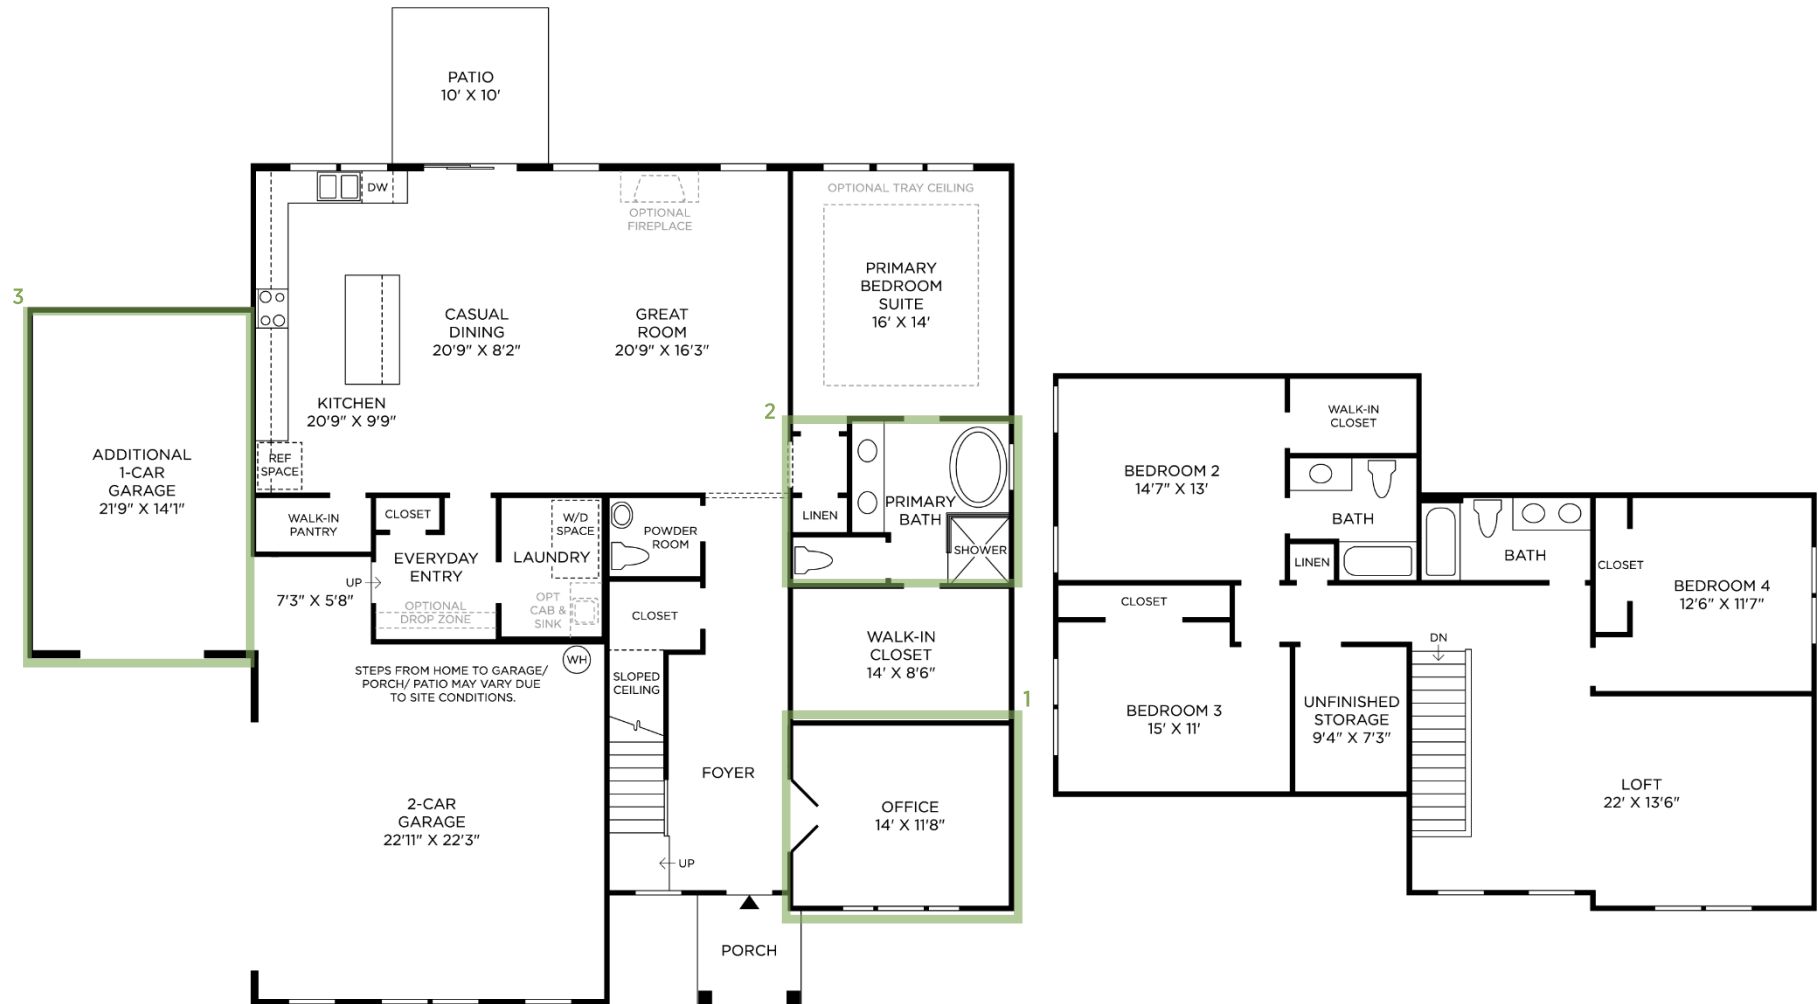 PATIO
10' X 10'
DW
OPTIONAL
FIREPLACE
OPTIONAL TRAY CEILING
PRIMARY
BEDROOM
SUITE
16' X 14'
3
CASUAL
DINING
20'9" X 8'2"
GREAT
ROOM
20'9" X 16'3"
KITCHEN
20'9" X 9'9"
2
ADDITIONAL
1-CAR
GARAGE
21'9" X 14'1"
REF
SPACE
WALK-IN
PANTRY
CLOSET
W/D
SPACE
POWDER
ROOM
LINEN
PRIMARY
BATH
SHOWER
EVERYDAY
ENTRY
LAUNDRY
UP
7'3" X 5'8"
OPTIONAL
DROP ZONE
OPT
CAB &
SINK
CLOSET
WALK-IN
CLOSET
14' X 8'6"
WH
STEPS FROM HOME TO GARAGE/
PORCH/ PATIO MAY VARY DUE
TO SITE CONDITIONS.
SLOPED
CEILING
1
FOYER
OFFICE
14' X 11'8"
2-CAR
GARAGE
22'11" X 22'3"
UP
PORCH
WALK-IN
CLOSET
BEDROOM 2
14'7" X 13'
BATH
LINEN
BATH
CLOSET
BEDROOM 4
12'6" X 11'7"
CLOSET
DN
BEDROOM 3
15' X 11'
UNFINISHED
STORAGE
9'4" X 7'3"
LOFT
22' X 13'6"